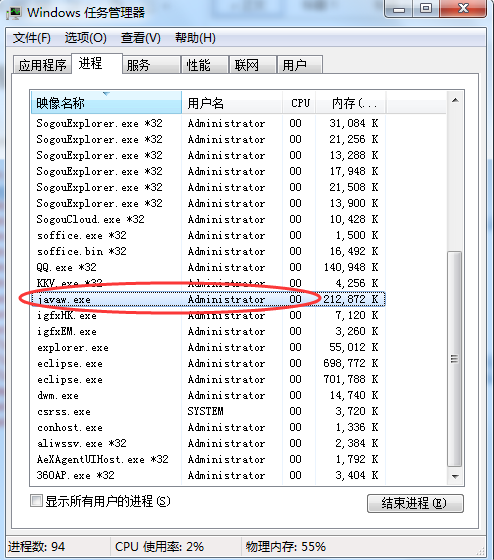 Windows 任务管理器
文件(F) 选项(O) 查看(V) 帮助(H)
应用程序 进程 服务 性能 联网 用户
映像名称 用户名 CPU 内存(...
SogouExplorer.exe *32 Administrator 00 31,084 K
SogouExplorer.exe *32 Administrator 00 21,256 K
SogouExplorer.exe *32 Administrator 00 13,288 K
SogouExplorer.exe *32 Administrator 00 17,948 K
SogouExplorer.exe *32 Administrator 00 21,508 K
SogouExplorer.exe *32 Administrator 00 13,900 K
SogouCloud.exe *32 Administrator 00 10,428 K
soffice.exe *32 Administrator 00 1,500 K
soffice.bin *32 Administrator 00 16,492 K
QQ.exe *32 Administrator 00 140,948 K
KKV.exe *32 Administrator 00 4,256 K
javaw.exe Administrator 00 212,872 K
igfxHK.exe Administrator 00 7,120 K
igfxEM.exe Administrator 00 3,260 K
explorer.exe Administrator 00 55,012 K
eclipse.exe Administrator 00 698,772 K
eclipse.exe Administrator 00 701,788 K
dwm.exe Administrator 00 14,740 K
csrss.exe SYSTEM 00 3,720 K
conhost.exe Administrator 00 1,336 K
aliwssv.exe *32 Administrator 00 2,384 K
AeXAgentUIHost.exe *32 Administrator 00 1,792 K
360AP.exe *32 Administrator 00 3,404 K
显示所有用户的进程(S) 结束进程(E)
进程数: 94 CPU 使用率: 2% 物理内存: 55%